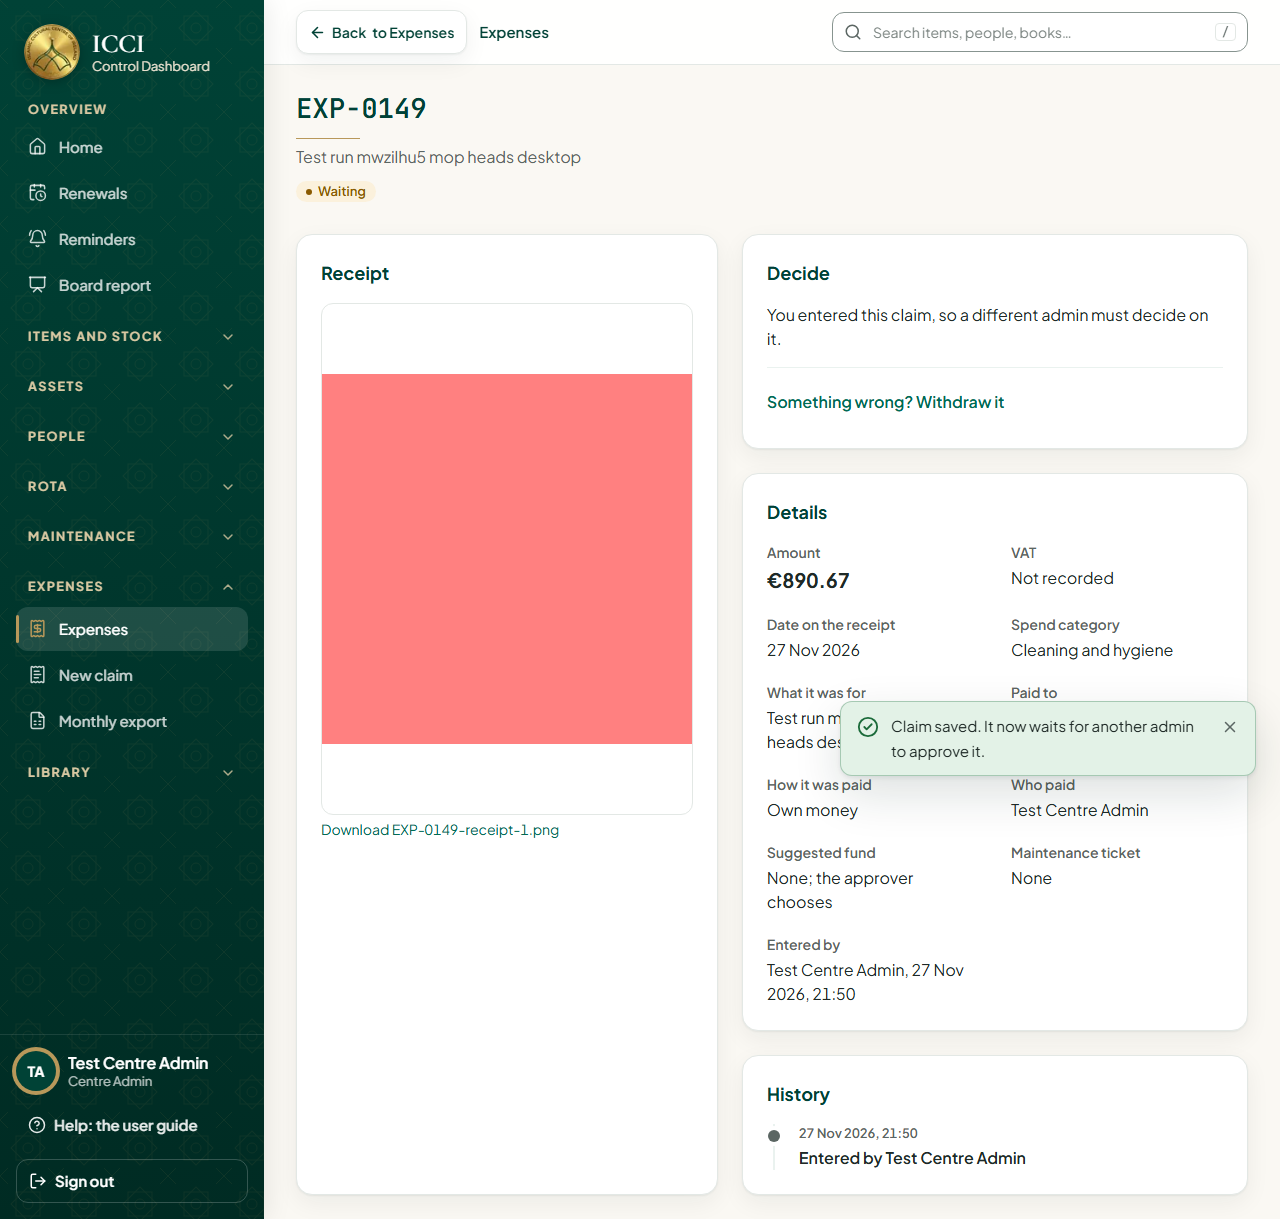 ICCI
Control Dashboard
OVERVIEW
Home
Renewals
Reminders
Board report
ITEMS AND STOCK
ASSETS
PEOPLE
ROTA
MAINTENANCE
EXPENSES
Expenses
New claim
Monthly export
LIBRARY
TA
Test Centre Admin
Centre Admin
Help: the user guide
Sign out
Back to Expenses
Expenses
Search items, people, books...
/
EXP-0149
Test run mwzilhu5 mop heads desktop
Waiting
Receipt
Download EXP-0149-receipt-1.png
Decide
You entered this claim, so a different admin must decide on
it.
Something wrong? Withdraw it
Details
Amount
€890.67
VAT
Not recorded
Date on the receipt
27 Nov 2026
Spend category
Cleaning and hygiene
What it was for
Test run
heads
Paid to
Claim saved. It now waits for another admin
to approve it.
How it was paid
Own money
Who paid
Test Centre Admin
Suggested fund
None; the approver
chooses
Maintenance ticket
None
Entered by
Test Centre Admin, 27 Nov
2026, 21:50
History
27 Nov 2026, 21:50
Entered by Test Centre Admin